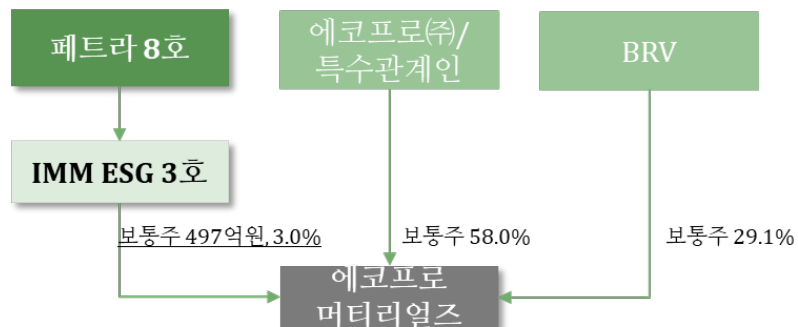 페트라 8호
에코프로㈜/
특수관계인
BRV
IMM ESG 3호
보통주 497억원, 3.0%
보통주 58.0%
보통주 29.1%
에코프로
머티리얼즈